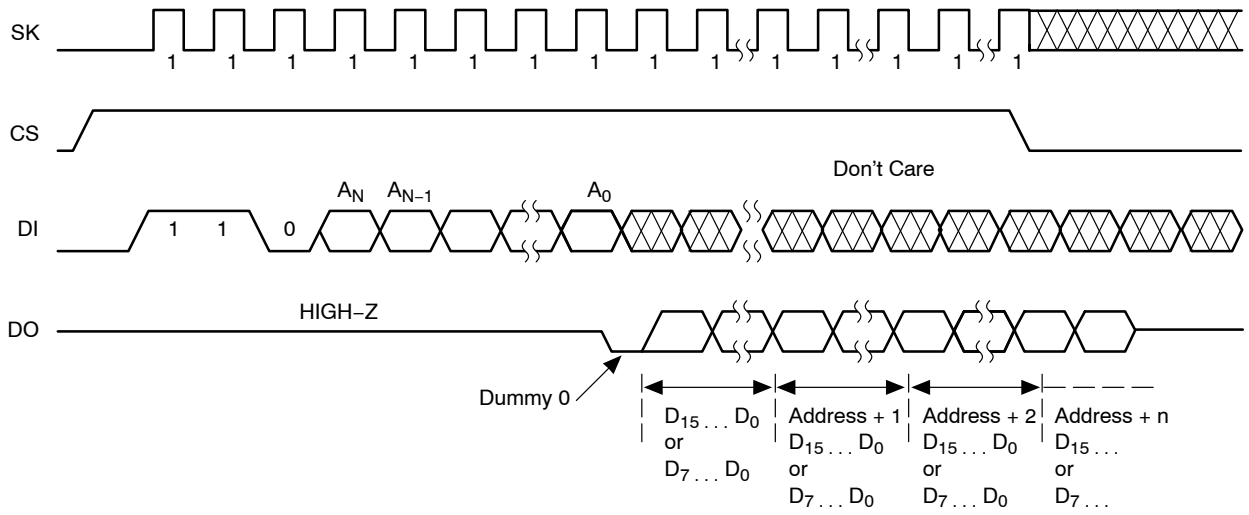 SK
1 1 1 1 1 1 1 1 1 1 1 1 1 1 1
CS
Don't Care
A_N A_N−1 A_0
DI 1 1 0
HIGH−Z
DO
Dummy 0
D_15 . . . D_0
or
D_7 . . . D_0
Address + 1
D_15 . . . D_0
or
D_7 . . . D_0
Address + 2
D_15 . . . D_0
or
D_7 . . . D_0
Address + n
D_15 . . .
or
D_7 . . .